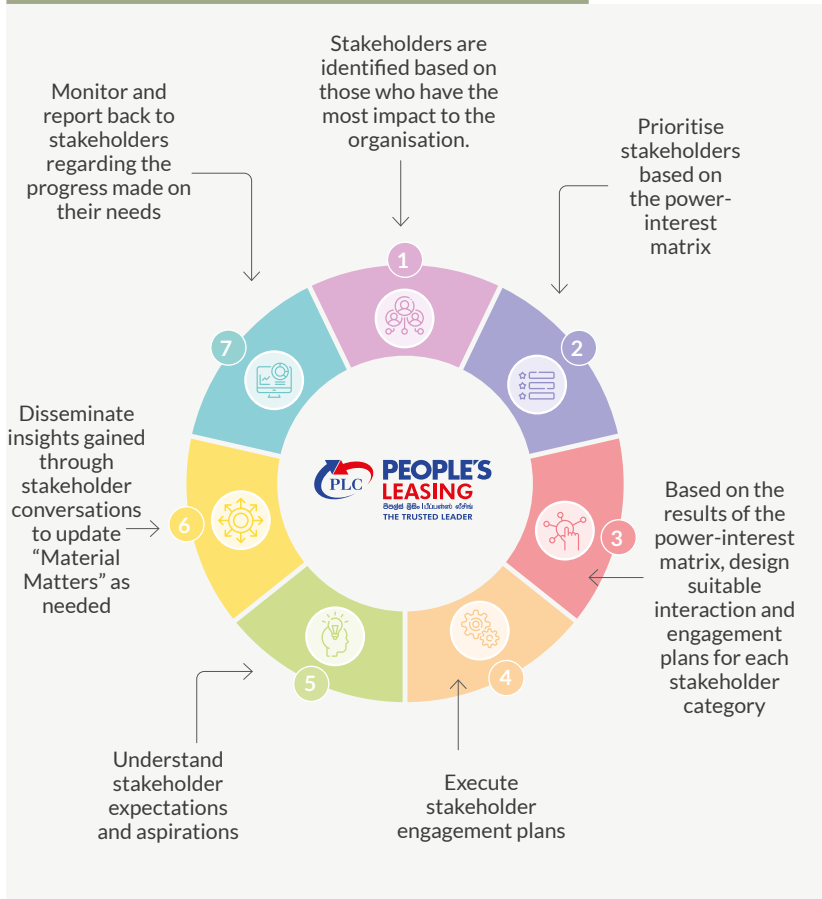 Stakeholders are
identified based on
those who have the
most impact to the
organisation.
1
Prioritise
stakeholders
based on
the power-
interest
matrix
2
Based on the
results of the
power-interest
matrix, design
suitable
interaction and
engagement
plans for each
stakeholder
category
3
Execute
stakeholder
engagement plans
4
Understand
stakeholder
expectations
and aspirations
5
Disseminate
insights gained
through
stakeholder
conversations
to update
“Material
Matters” as
needed
6
Monitor and
report back to
stakeholders
regarding the
progress made on
their needs
7
PLC
PEOPLE'S
LEASING
පීපල්ස් ලීසිං பீப்பள்ஸ் லீசிங்
THE TRUSTED LEADER